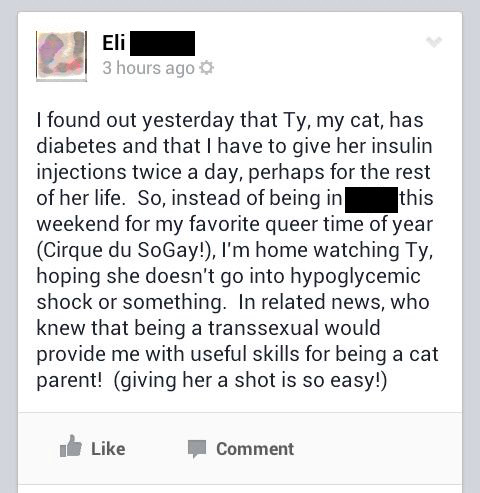 Eli
3 hours ago
I found out yesterday that Ty, my cat, has
diabetes and that I have to give her insulin
injections twice a day, perhaps for the rest
of her life.  So, instead of being in this
weekend for my favorite queer time of year
(Cirque du SoGay!), I'm home watching Ty,
hoping she doesn't go into hypoglycemic
shock or something.  In related news, who
knew that being a transsexual would
provide me with useful skills for being a cat
parent!  (giving her a shot is so easy!)
Like Comment